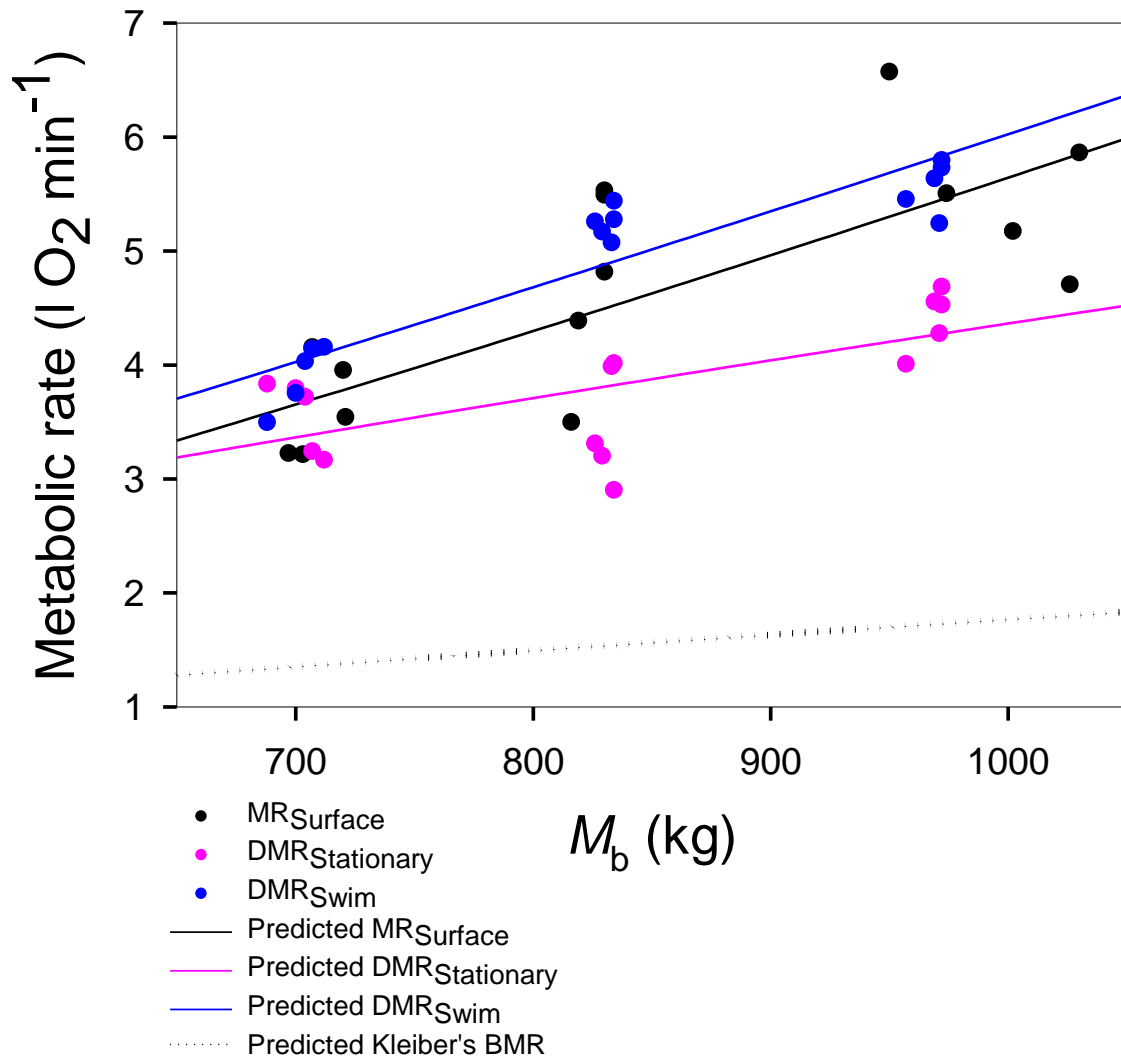 Metabolic rate (l O2 min-1)
7
6
5
4
3
2
1
700 800 900 1000
Mb (kg)
MRSurface
DMRStationary
DMRSwim
Predicted MRSurface
Predicted DMRStationary
Predicted DMRSwim
Predicted Kleiber's BMR